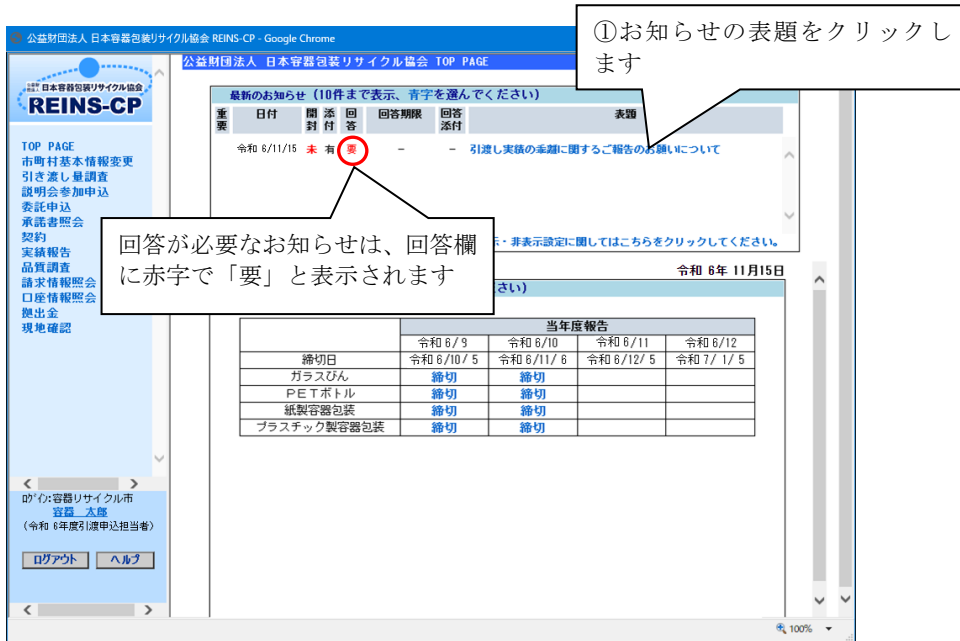 公益財団法人 日本容器包装リサイクル協会 REINS-CP - Google Chrome
①お知らせの表題をクリックし
ます
日本容器包装リサイクル協会
REINS-CP
TOP PAGE
市町村基本情報変更
引き渡し量調査
説明会参加申込
委託申込
承諾書照会
契約
実績報告
品質調査
請求情報照会
口座情報照会
拠出金
現地確認
ログイン:容器リサイクル市
容器 太郎
(令和 6年度引渡申込担当者)
ログアウト ヘルプ
公益財団法人 日本容器包装リサイクル協会 TOP PAGE
最新のお知らせ (10件まで表示、青字を選んでください)
重要 日付 開封 添付 回答 回答期限 回答添付 表題
令和 6/11/15 未 有 要 － － 引渡し実績の乖離に関するご報告のお願いについて
回答が必要なお知らせは、回答欄
に赤字で「要」と表示されます
・非表示設定に関してはこちらをクリックしてください。
令和 6年 11月15日
さい)
当年度報告
令和 6/ 9 令和 6/10 令和 6/11 令和 6/12
締切日 令和 6/10/ 5 令和 6/11/ 6 令和 6/12/ 5 令和 7/ 1/ 5
ガラスびん 締切 締切
ＰＥＴボトル 締切 締切
紙製容器包装 締切 締切
プラスチック製容器包装 締切 締切
100%